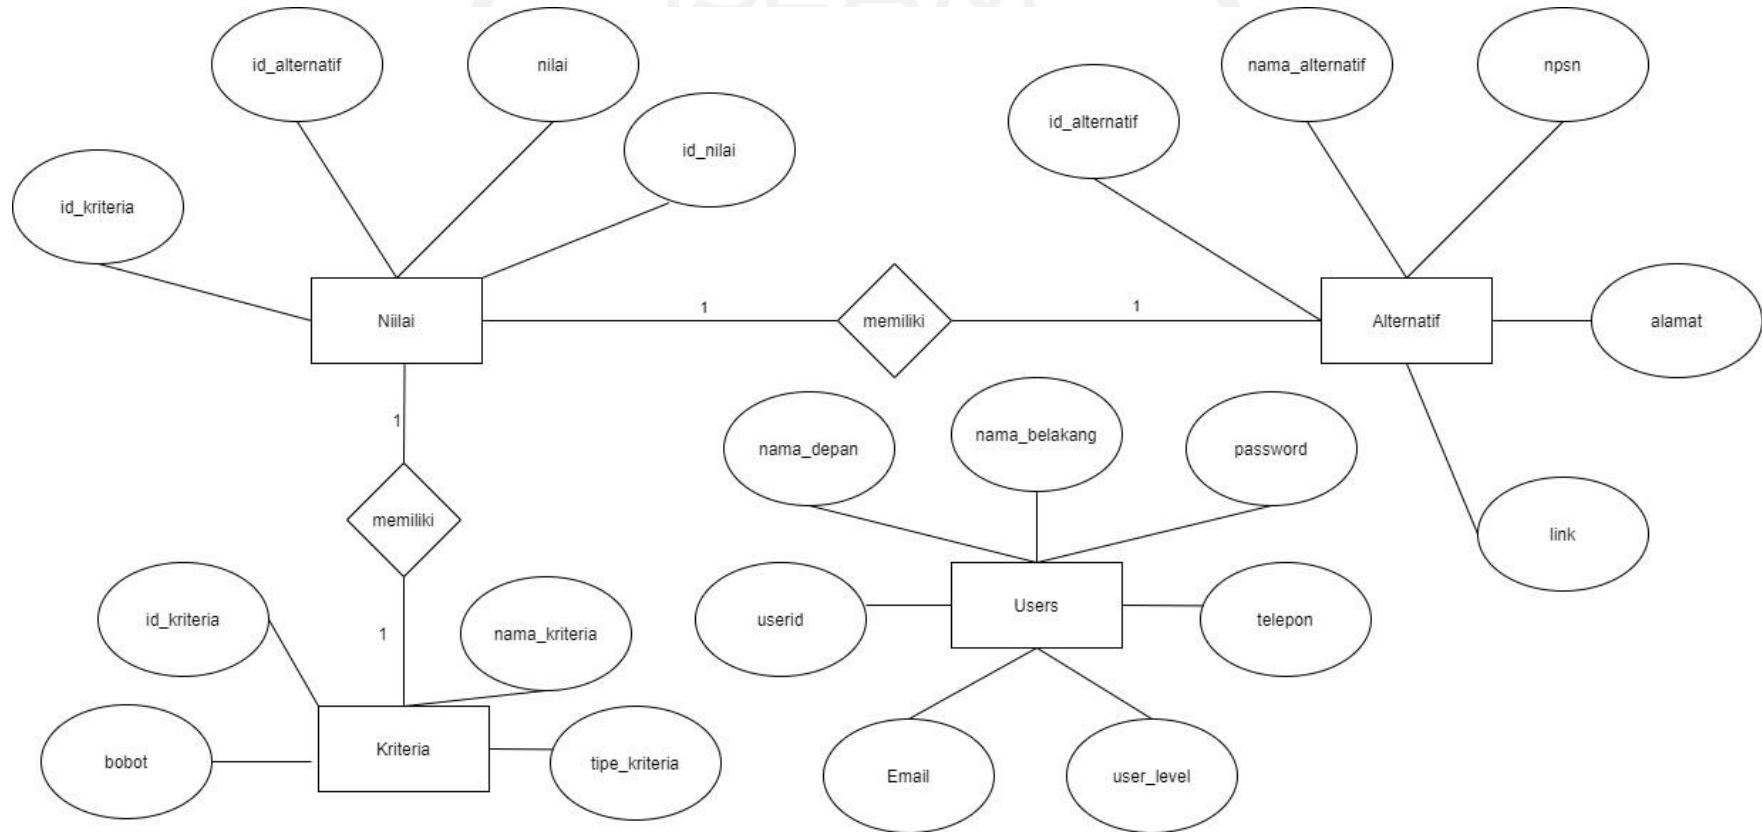 id_alternatif
nilai
nama_alternatif
npsn
id_alternatif
id_nilai
id_kriteria
Niilai
1
memiliki
1
Alternatif
alamat
1
nama_depan
nama_belakang
password
memiliki
link
id_kriteria
1
nama_kriteria
userid
Users
telepon
Kriteria
bobot
tipe_kriteria
Email
user_level